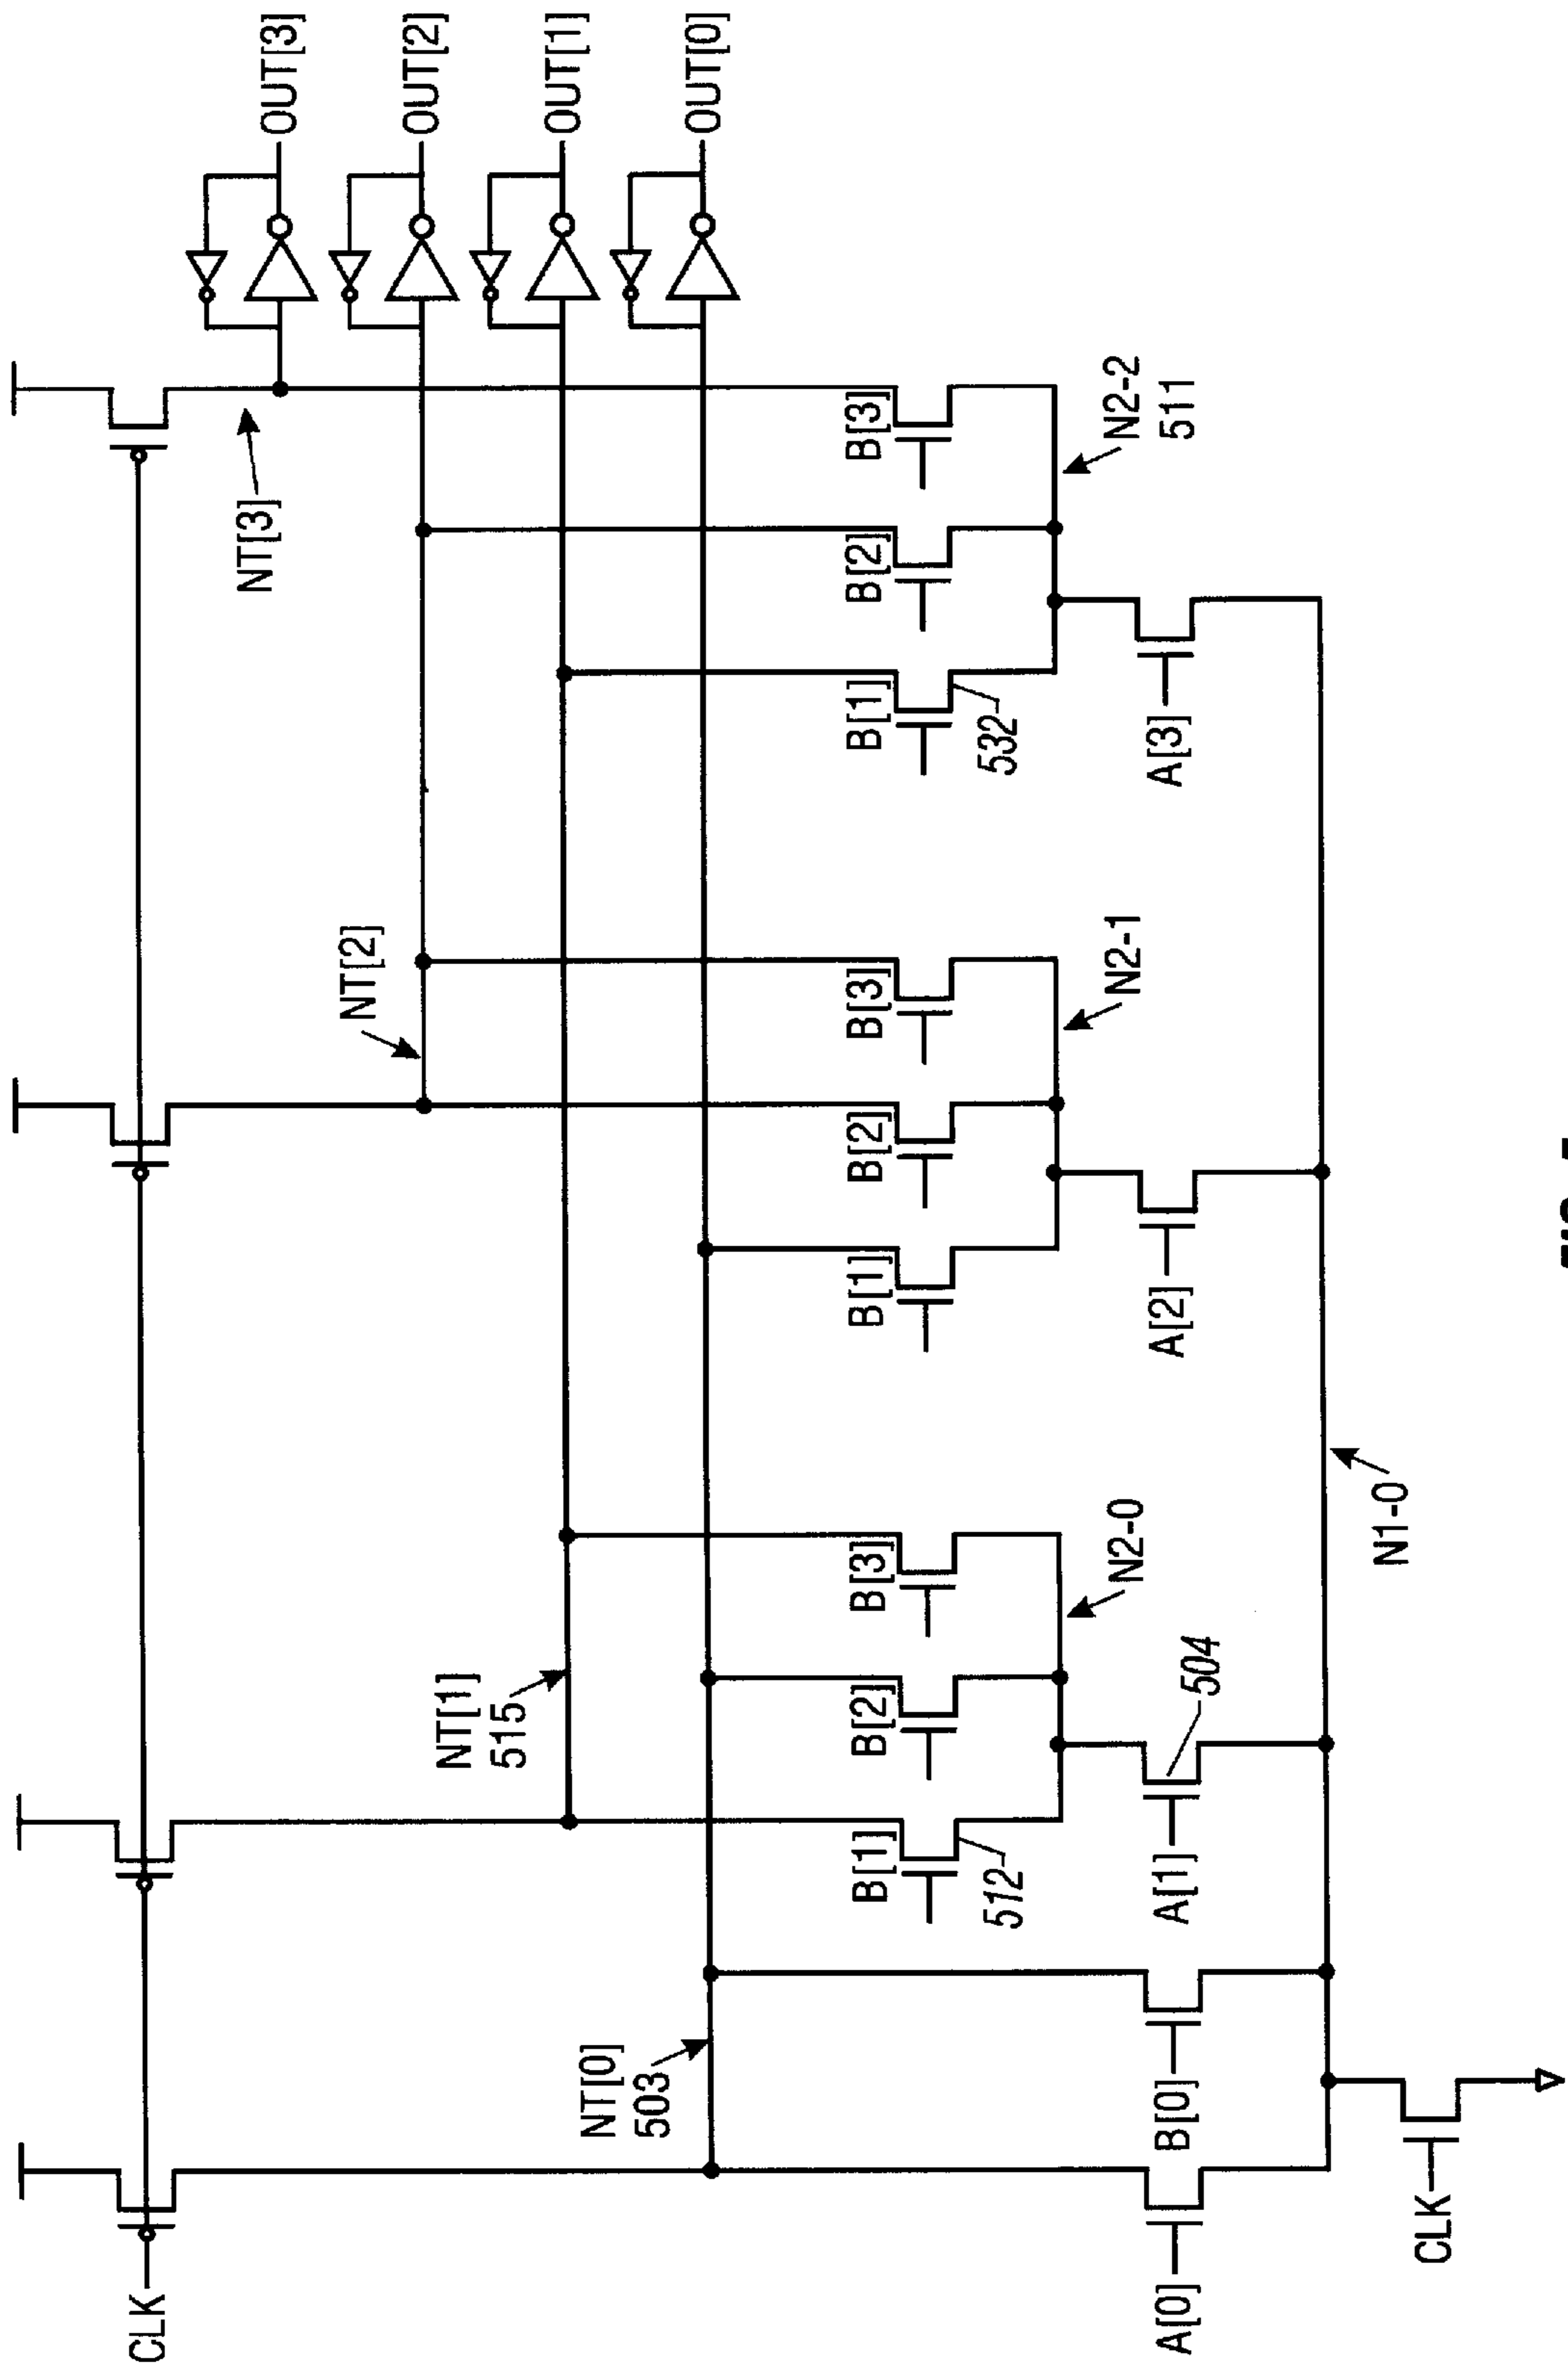 CLK
NT[3]
OUT[3]
OUT[2]
OUT[1]
OUT[0]
NT[2]
NT[1]
515
NT[0]
503
B[1]
B[2]
B[3]
B[1]
B[2]
B[3]
B[1]
B[2]
B[3]
512
532
N2-0
N2-1
N2-2
511
A[0]
B[0]
A[1]
504
A[2]
A[3]
N1-0
CLK